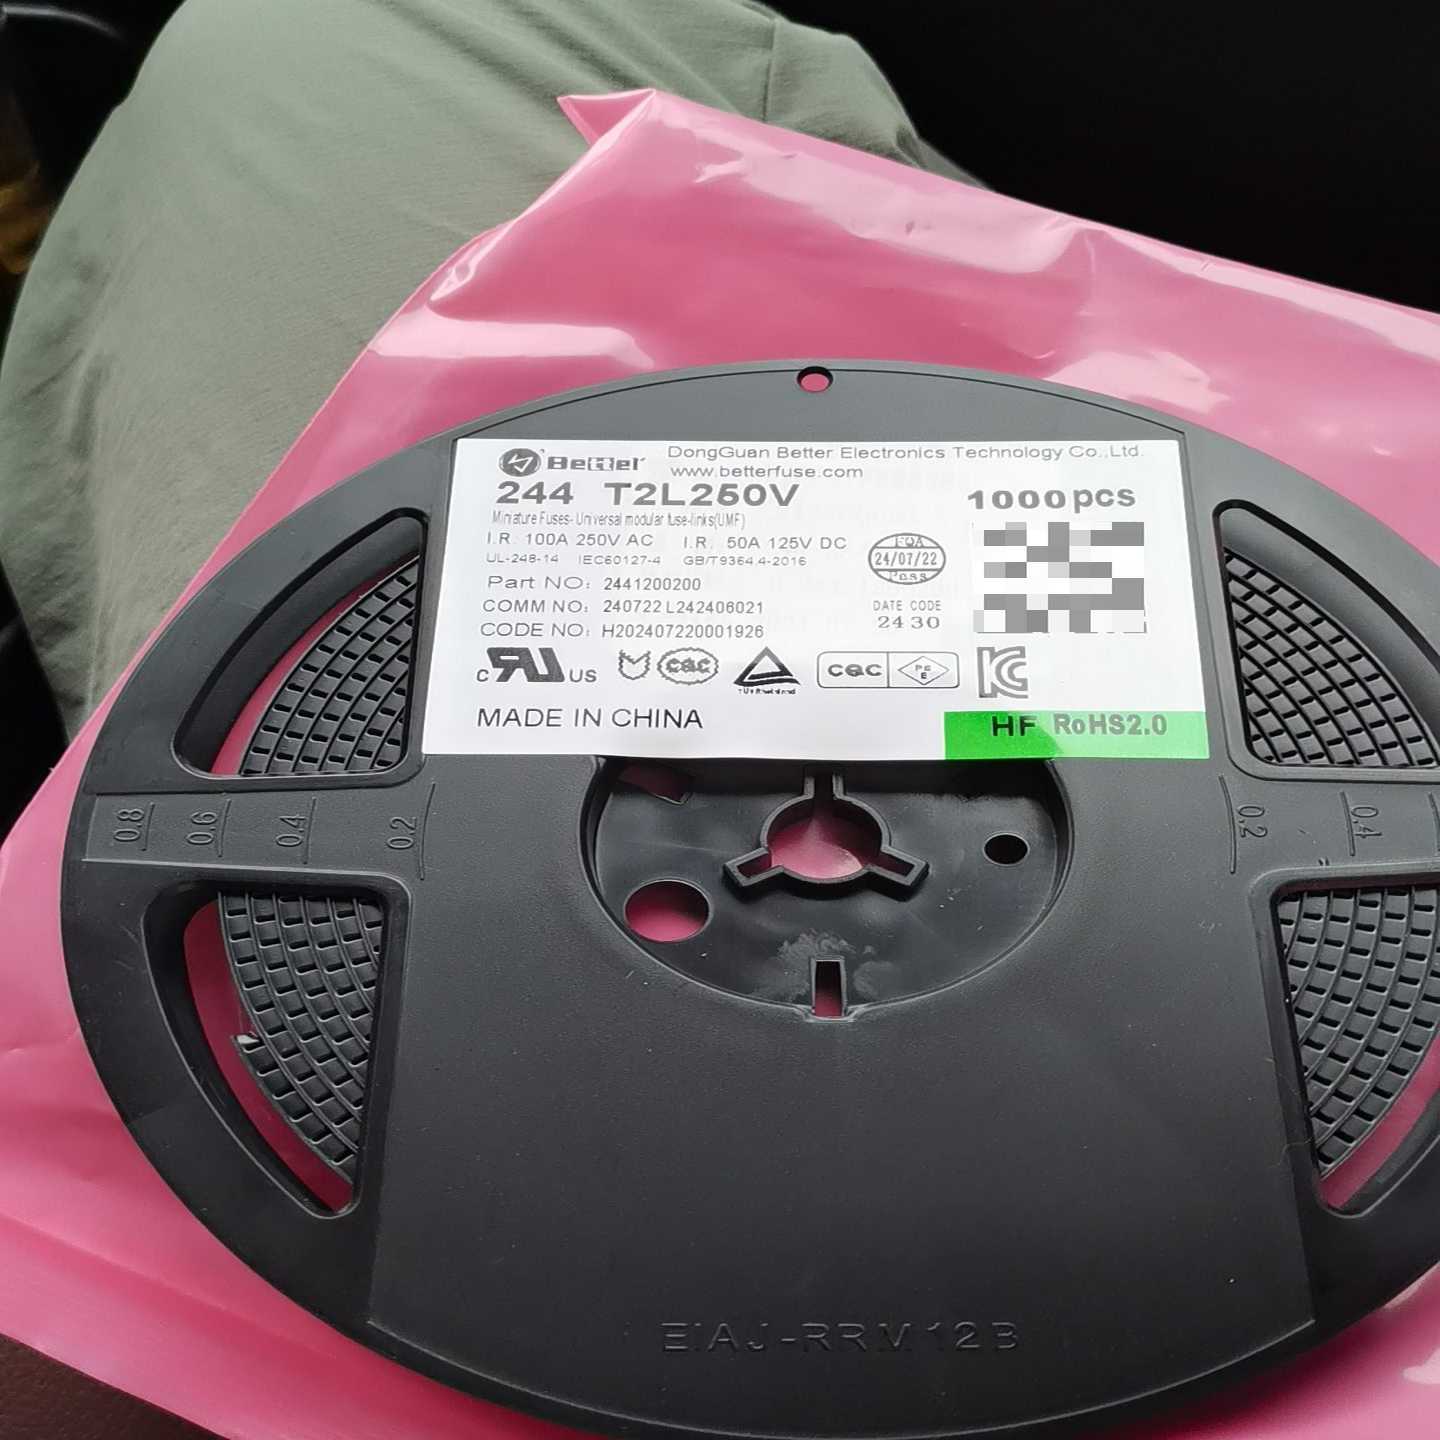 Better DongGuan Better Electronics Technology Co.,Ltd.
www.betterfuse.com
244 T2L250V 1000pcs
Miniature Fuses- Universal modular fuse-links(UMF)
I.R. 100A 250V AC I.R. 50A 125V DC
UL-248-14 IEC60127-4 GB/T9364.4-2016
FQA
24/07/22
Pass
Part NO: 2441200200
COMM NO: 240722 L242406021
DATE CODE
2430
CODE NO: H202407220001926
c RU US CQC CQC PS E KC
MADE IN CHINA
HF RoHS2.0
0.8 0.6 0.4 0.2 0.2 0.4
EIAJ-RRM12B